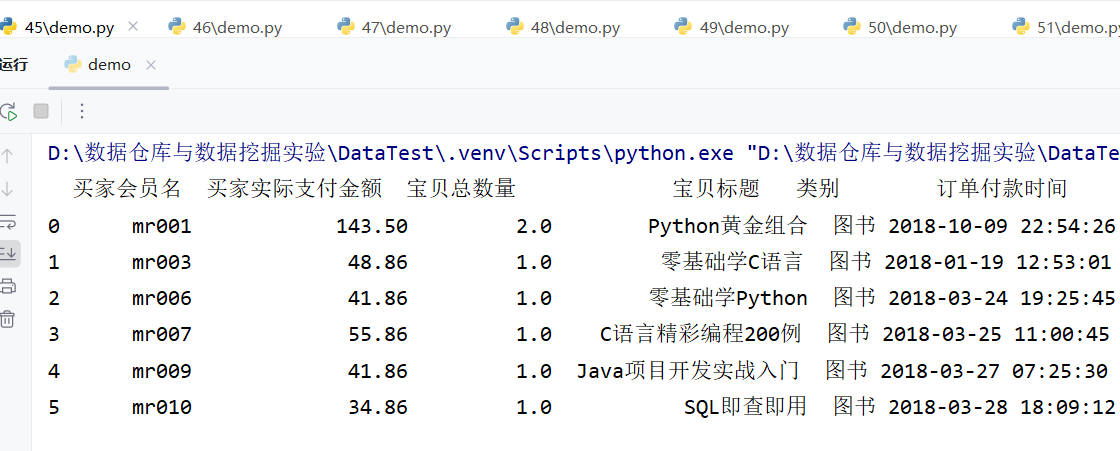 45\demo.py 46\demo.py 47\demo.py 48\demo.py 49\demo.py 50\demo.py 51\demo.py
运行 demo
D:\数据仓库与数据挖掘实验\DataTest\.venv\Scripts\python.exe "D:\数据仓库与数据挖掘实验\DataTe
买家会员名 买家实际支付金额 宝贝总数量 宝贝标题 类别 订单付款时间
0 mr001 143.50 2.0 Python黄金组合 图书 2018-10-09 22:54:26
1 mr003 48.86 1.0 零基础学C语言 图书 2018-01-19 12:53:01
2 mr006 41.86 1.0 零基础学Python 图书 2018-03-24 19:25:45
3 mr007 55.86 1.0 C语言精彩编程200例 图书 2018-03-25 11:00:45
4 mr009 41.86 1.0 Java项目开发实战入门 图书 2018-03-27 07:25:30
5 mr010 34.86 1.0 SQL即查即用 图书 2018-03-28 18:09:12